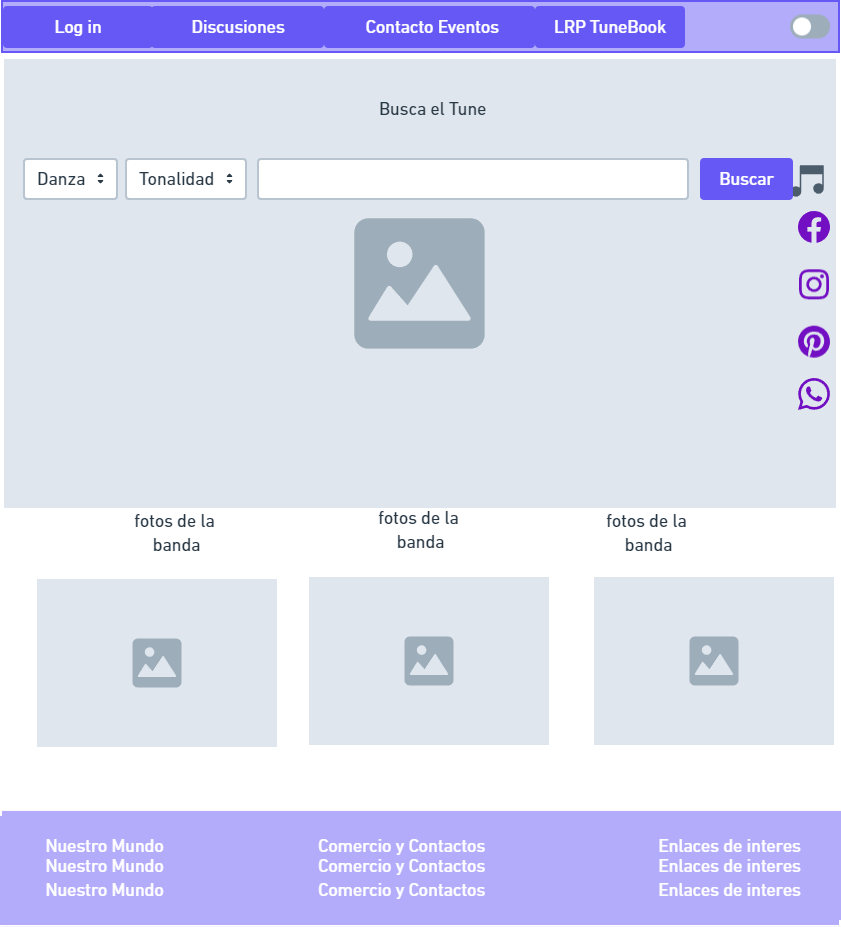 Log in
Discusiones
Contacto Eventos
LRP TuneBook
Busca el Tune
Danza
Tonalidad
Buscar
fotos de la
banda
fotos de la
banda
fotos de la
banda
Nuestro Mundo
Nuestro Mundo
Nuestro Mundo
Comercio y Contactos
Comercio y Contactos
Comercio y Contactos
Enlaces de interes
Enlaces de interes
Enlaces de interes